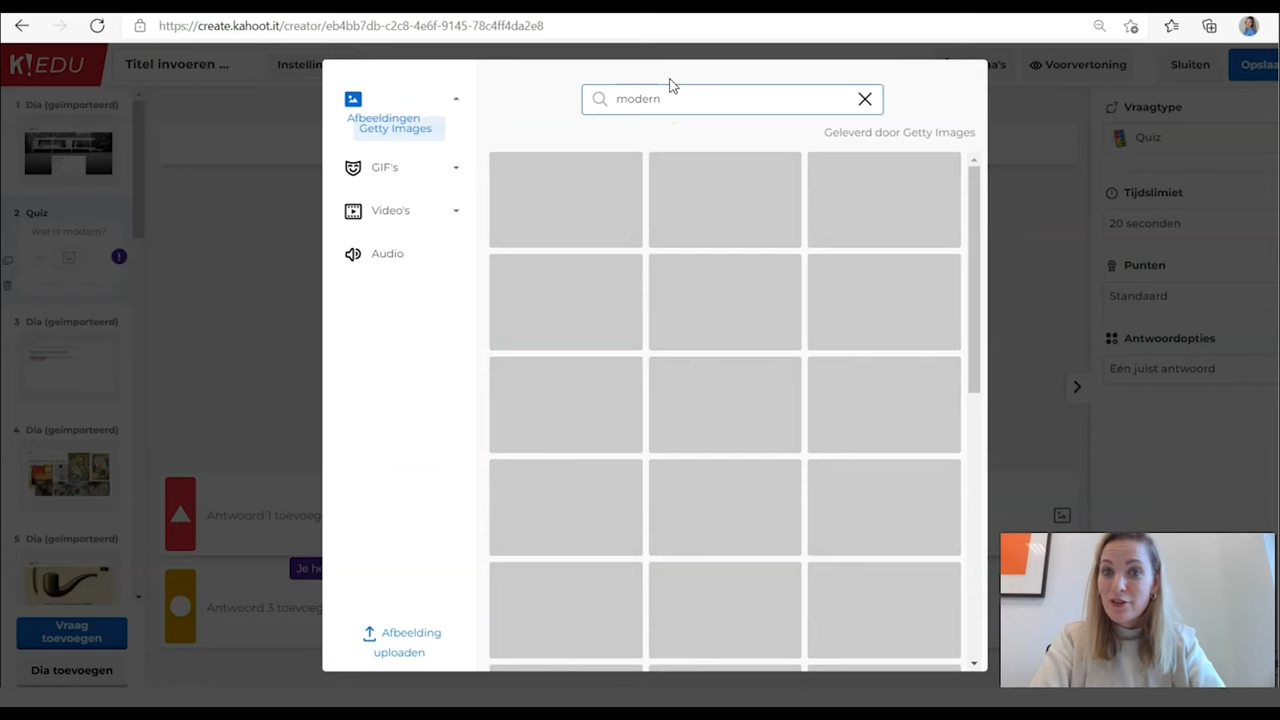 https://create.kahoot.it/creator/eb4bb7db-c2c8-4e6f-9145-78c4ff4da2e8
K!EDU
Titel invoeren ...
Instellin
a's
Voorvertoning
Sluiten
Opslaa
1 Dia (geïmporteerd)
2 Quiz
Wat is modern?
3 Dia (geïmporteerd)
4 Dia (geïmporteerd)
5 Dia (geïmporteerd)
Vraag
toevoegen
Dia toevoegen
Afbeeldingen
Getty Images
GIF's
Video's
Audio
Afbeelding
uploaden
modern
Geleverd door Getty Images
Antwoord 1 toevoeg
Je he
Antwoord 3 toevoeg
Vraagtype
Quiz
Tijdslimiet
20 seconden
Punten
Standaard
Antwoordopties
Eén juist antwoord